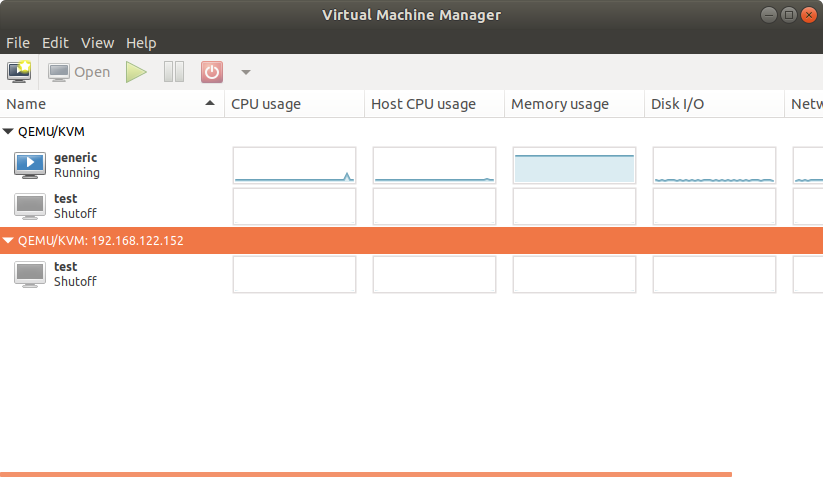 Virtual Machine Manager
File Edit View Help
Open
Name CPU usage Host CPU usage Memory usage Disk I/O Netw
QEMU/KVM
generic
Running
test
Shutoff
QEMU/KVM: 192.168.122.152
test
Shutoff